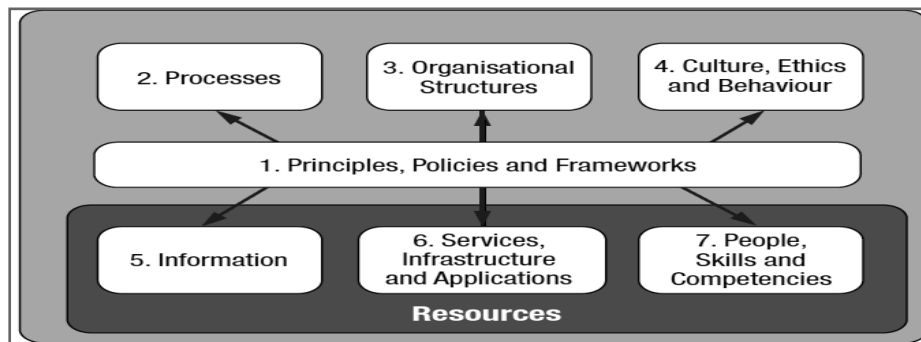 2. Processes
3. Organisational
Structures
4. Culture, Ethics
and Behaviour
1. Principles, Policies and Frameworks
5. Information
6. Services,
Infrastructure
and Applications
7. People,
Skills and
Competencies
Resources